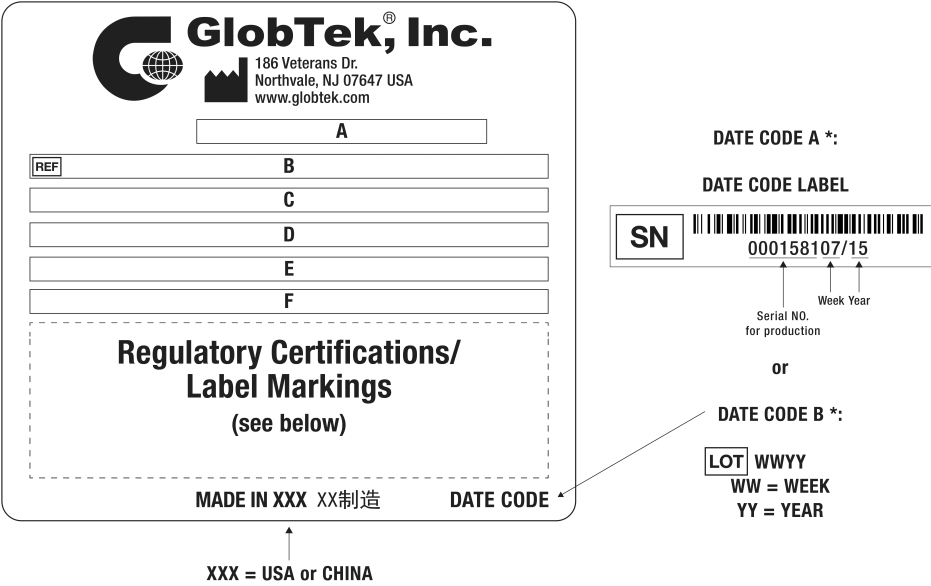 GlobTek, Inc.®
186 Veterans Dr.
Northvale, NJ 07647 USA
www.globtek.com
A
REF B
C
D
E
F
Regulatory Certifications/
Label Markings
(see below)
MADE IN XXX XX制造 DATE CODE
XXX = USA or CHINA
DATE CODE A *:
DATE CODE LABEL
SN
000158107/15
Week Year
Serial NO.
for production
or
DATE CODE B *:
LOT WWYY
WW = WEEK
YY = YEAR